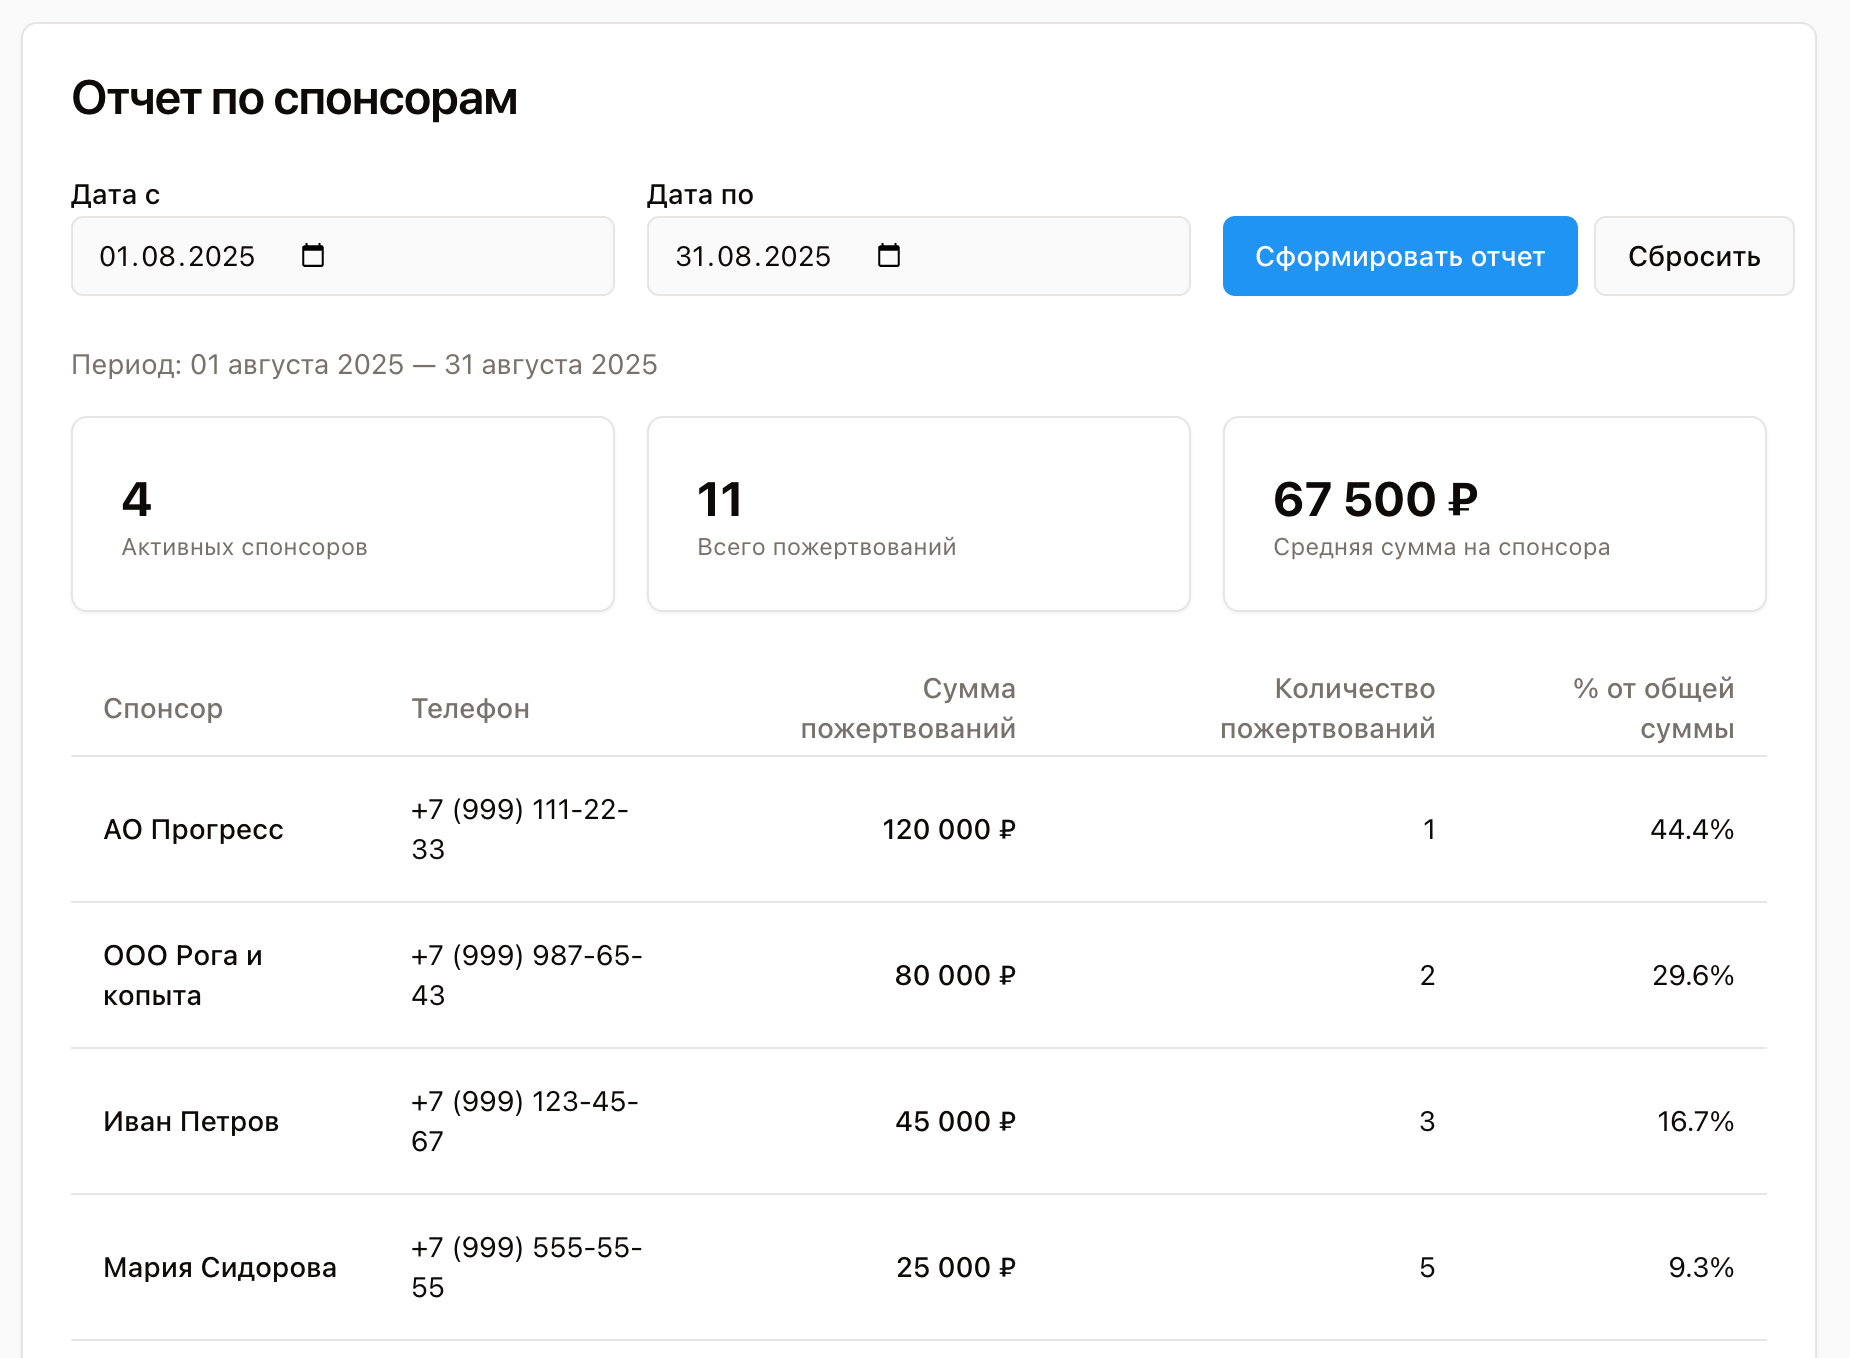 Отчет по спонсорам
Дата с
Дата по
01.08.2025
31.08.2025
Сформировать отчет
Сбросить
Период: 01 августа 2025 — 31 августа 2025
4
Активных спонсоров
11
Всего пожертвований
67 500 ₽
Средняя сумма на спонсора
Спонсор
Телефон
Сумма
пожертвований
Количество
пожертвований
% от общей
суммы
АО Прогресс
+7 (999) 111-22-
33
120 000 ₽
1
44.4%
ООО Рога и
копыта
+7 (999) 987-65-
43
80 000 ₽
2
29.6%
Иван Петров
+7 (999) 123-45-
67
45 000 ₽
3
16.7%
Мария Сидорова
+7 (999) 555-55-
55
25 000 ₽
5
9.3%